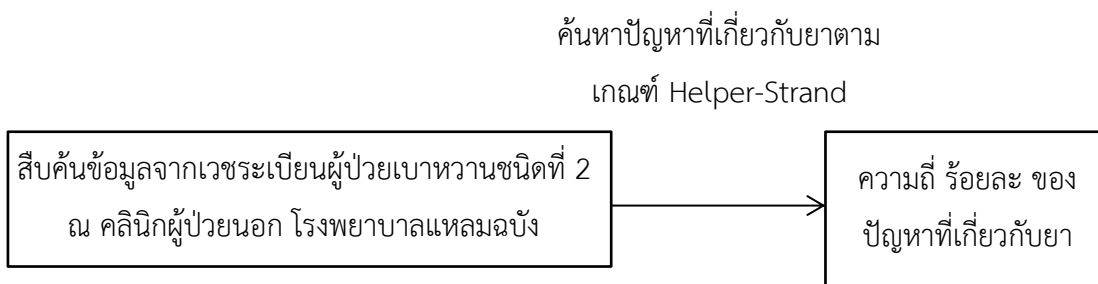 ค้นหาปัญหาที่เกี่ยวกับยาตาม
เกณฑ์ Helper-Strand
สืบค้นข้อมูลจากเวชระเบียนผู้ป่วยเบาหวานชนิดที่ 2
ณ คลินิกผู้ป่วยนอก โรงพยาบาลแหลมฉบัง
ความถี่ ร้อยละ ของ
ปัญหาที่เกี่ยวกับยา